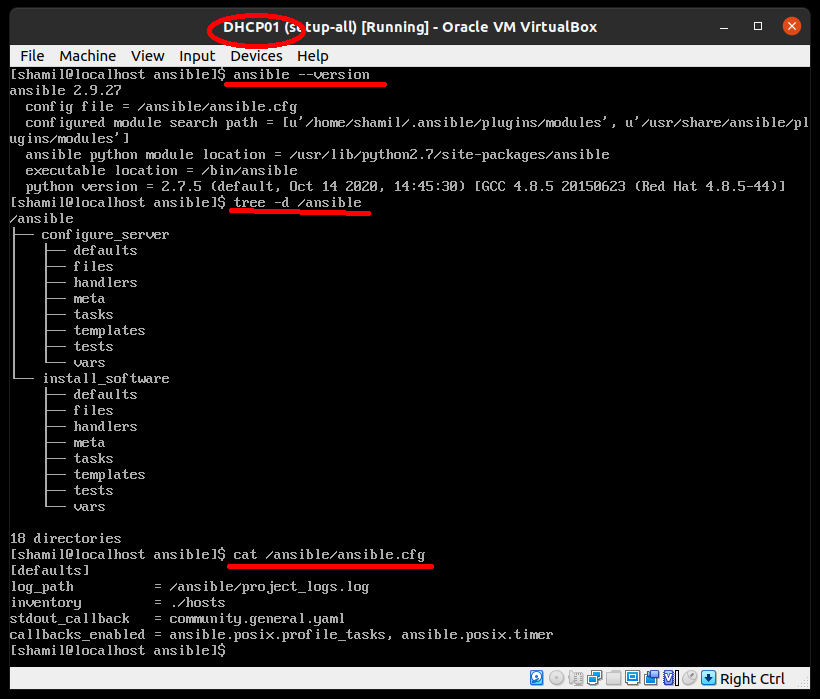 DHCP01 (setup-all) [Running] - Oracle VM VirtualBox
File Machine View Input Devices Help
[shamil@localhost ansible]$ ansible --version
ansible 2.9.27
  config file = /ansible/ansible.cfg
  configured module search path = [u'/home/shamil/.ansible/plugins/modules', u'/usr/share/ansible/pl
ugins/modules']
  ansible python module location = /usr/lib/python2.7/site-packages/ansible
  executable location = /bin/ansible
  python version = 2.7.5 (default, Oct 14 2020, 14:45:30) [GCC 4.8.5 20150623 (Red Hat 4.8.5-44)]
[shamil@localhost ansible]$ tree -d /ansible
/ansible
├── configure_server
│   ├── defaults
│   ├── files
│   ├── handlers
│   ├── meta
│   ├── tasks
│   ├── templates
│   ├── tests
│   └── vars
└── install_software
    ├── defaults
    ├── files
    ├── handlers
    ├── meta
    ├── tasks
    ├── templates
    ├── tests
    └── vars
18 directories
[shamil@localhost ansible]$ cat /ansible/ansible.cfg
[defaults]
log_path          = /ansible/project_logs.log
inventory         = ./hosts
stdout_callback   = community.general.yaml
callbacks_enabled = ansible.posix.profile_tasks, ansible.posix.timer
[shamil@localhost ansible]$
Right Ctrl